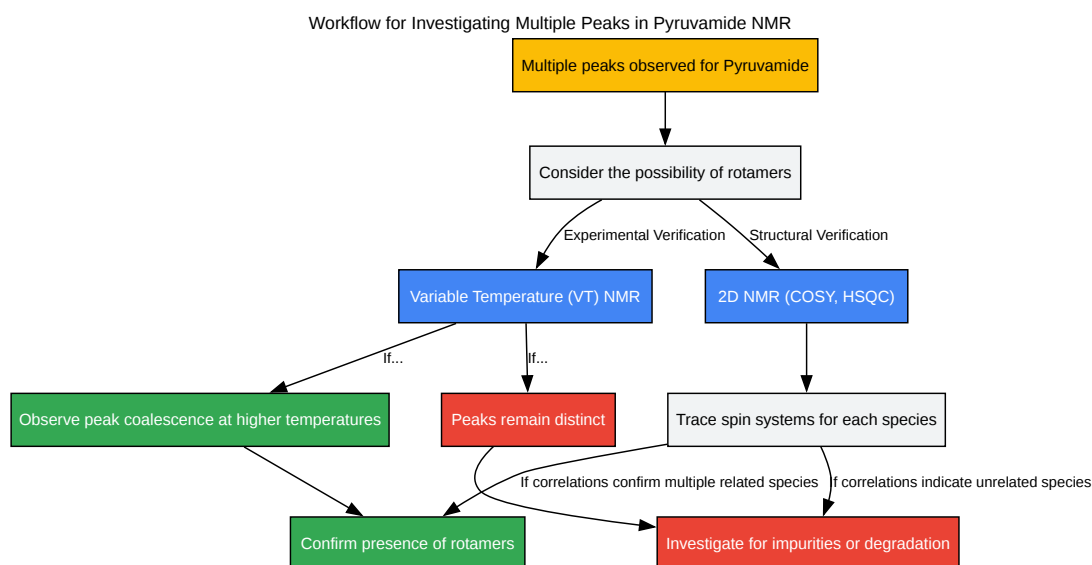 Workflow for Investigating Multiple Peaks in Pyruvamide NMR
Multiple peaks observed for Pyruvamide
Consider the possibility of rotamers
Experimental Verification
Structural Verification
Variable Temperature (VT) NMR
2D NMR (COSY, HSQC)
If...
If...
Observe peak coalescence at higher temperatures
Peaks remain distinct
Trace spin systems for each species
If correlations confirm multiple related species
If correlations indicate unrelated species
Confirm presence of rotamers
Investigate for impurities or degradation